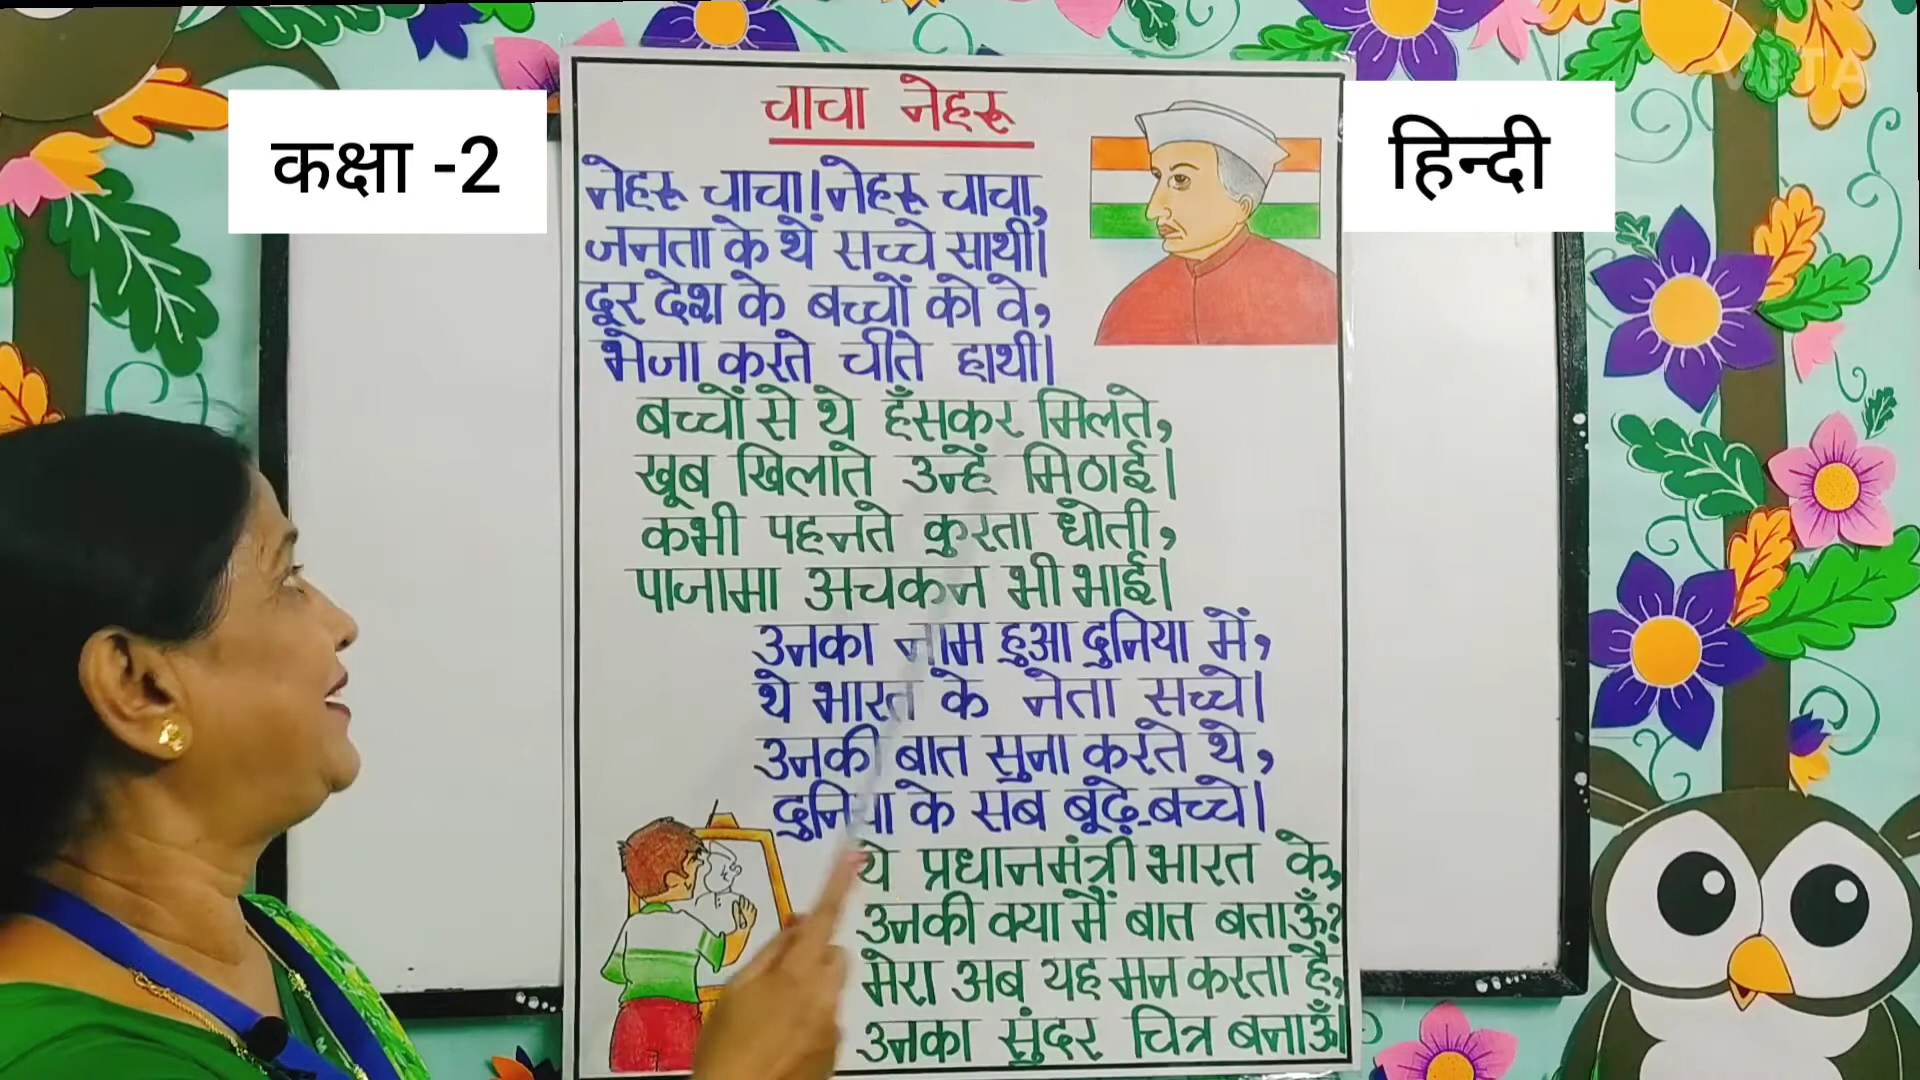 कक्षा -2
हिन्दी
चाचा नेहरू
नेहरू चाचा! नेहरू चाचा,
जनता के थे सच्चे साथी।
दूर देश के बच्चों को वे,
भेजा करते चीते हाथी।
बच्चों से थे हँसकर मिलते,
खूब खिलाते उन्हें मिठाई।
कभी पहनते कुरता धोती,
पाजामा अचकन भी भाई।
उनका नाम हुआ दुनिया में,
थे भारत के नेता सच्चे।
उनकी बात सुना करते थे,
दुनिया के सब बूढ़े-बच्चे।
थे प्रधानमंत्री भारत के,
उनकी क्या मैं बात बताऊँ?
मेरा अब यह मन करता है,
उनका सुंदर चित्र बनाऊँ।
VITA